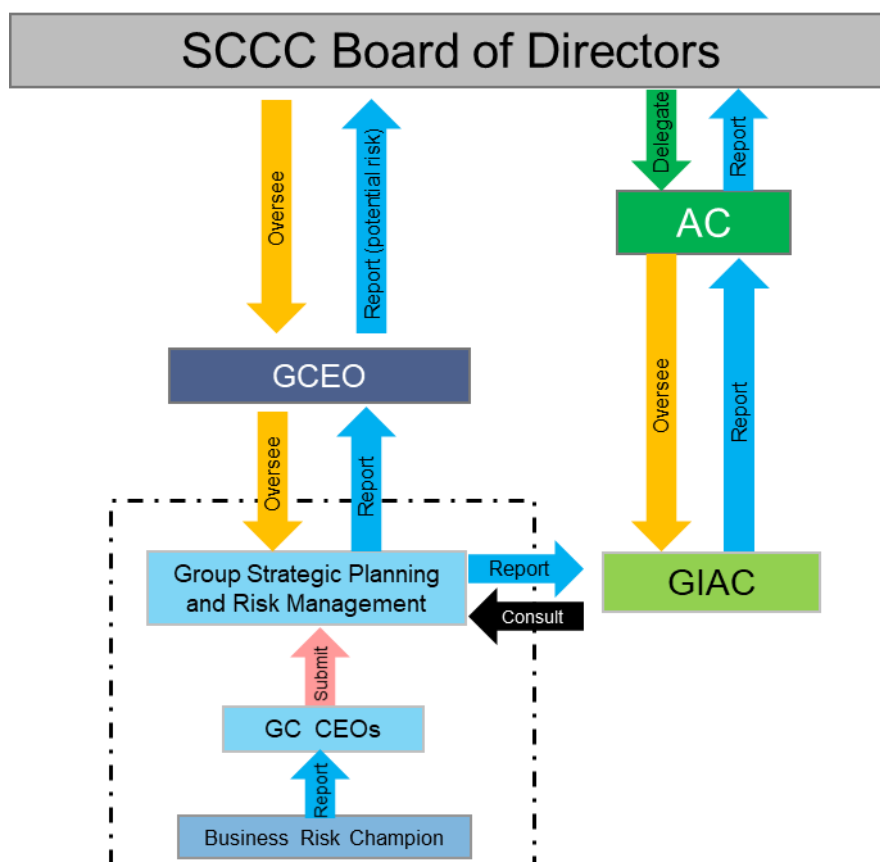 SCCC Board of Directors
Oversee
Report (potential risk)
Delegate
Report
AC
GCEO
Oversee
Report
Oversee
Report
Group Strategic Planning
and Risk Management
Report
Consult
GIAC
Submit
GC CEOs
Report
Business Risk Champion